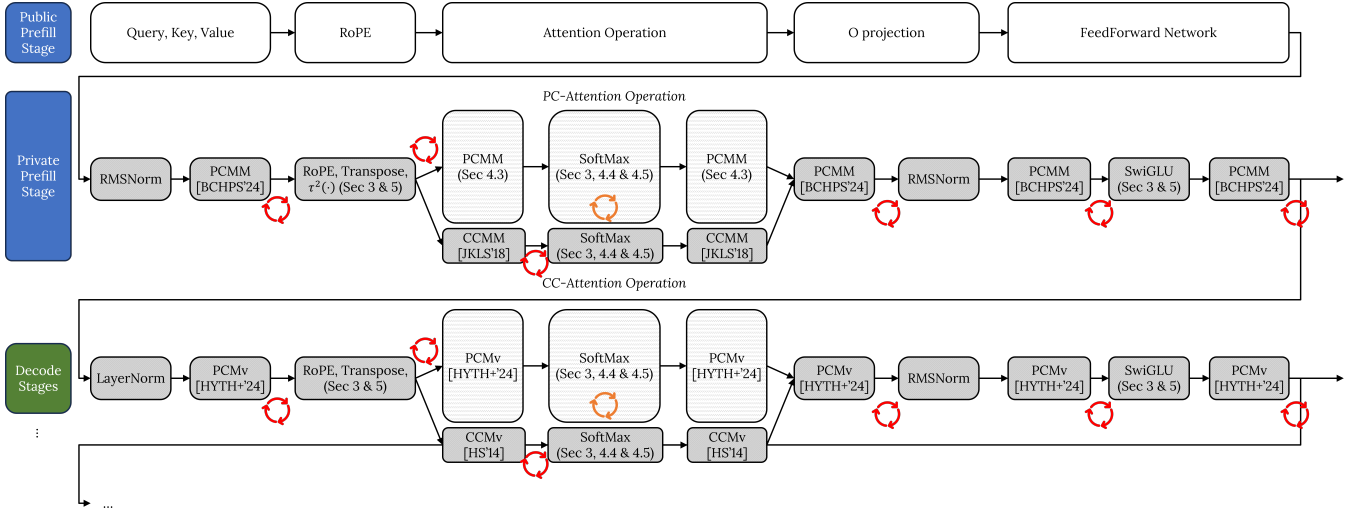 Public
Prefill
Stage
Query, Key, Value
RoPE
Attention Operation
O projection
FeedForward Network
PC-Attention Operation
Private
Prefill
Stage
RMSNorm
PCMM
[BCHPS'24]
RoPE, Transpose,
τ²(·) (Sec 3 & 5)
PCMM
(Sec 4.3)
SoftMax
(Sec 3, 4.4 & 4.5)
PCMM
(Sec 4.3)
CCMM
[JKLS'18]
SoftMax
(Sec 3, 4.4 & 4.5)
CCMM
[JKLS'18]
PCMM
[BCHPS'24]
RMSNorm
PCMM
[BCHPS'24]
SwiGLU
(Sec 3 & 5)
PCMM
[BCHPS'24]
CC-Attention Operation
Decode
Stages
⋮
LayerNorm
PCMv
[HYTH+'24]
RoPE, Transpose,
(Sec 3 & 5)
PCMv
[HYTH+'24]
SoftMax
(Sec 3, 4.4 & 4.5)
PCMv
[HYTH+'24]
CCMv
[HS'14]
SoftMax
(Sec 3, 4.4 & 4.5)
CCMv
[HS'14]
PCMv
[HYTH+'24]
RMSNorm
PCMv
[HYTH+'24]
SwiGLU
(Sec 3 & 5)
PCMv
[HYTH+'24]
...